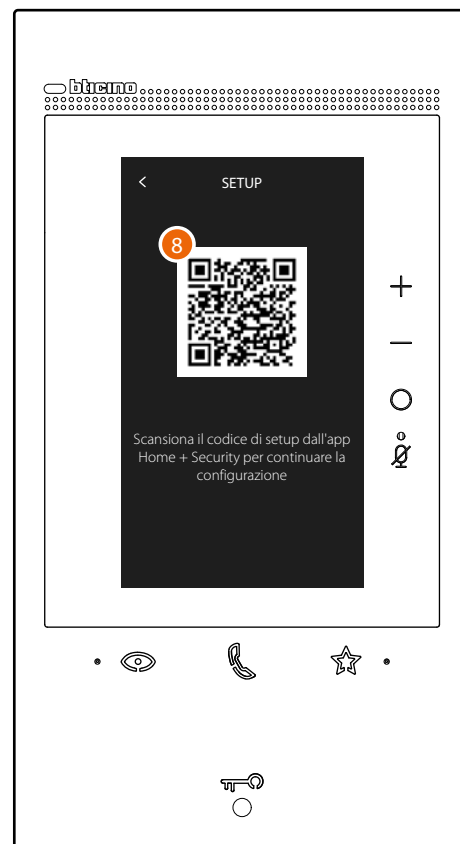 bticino
SETUP
8
Scansiona il codice di setup dall'app
Home + Security per continuare la
configurazione